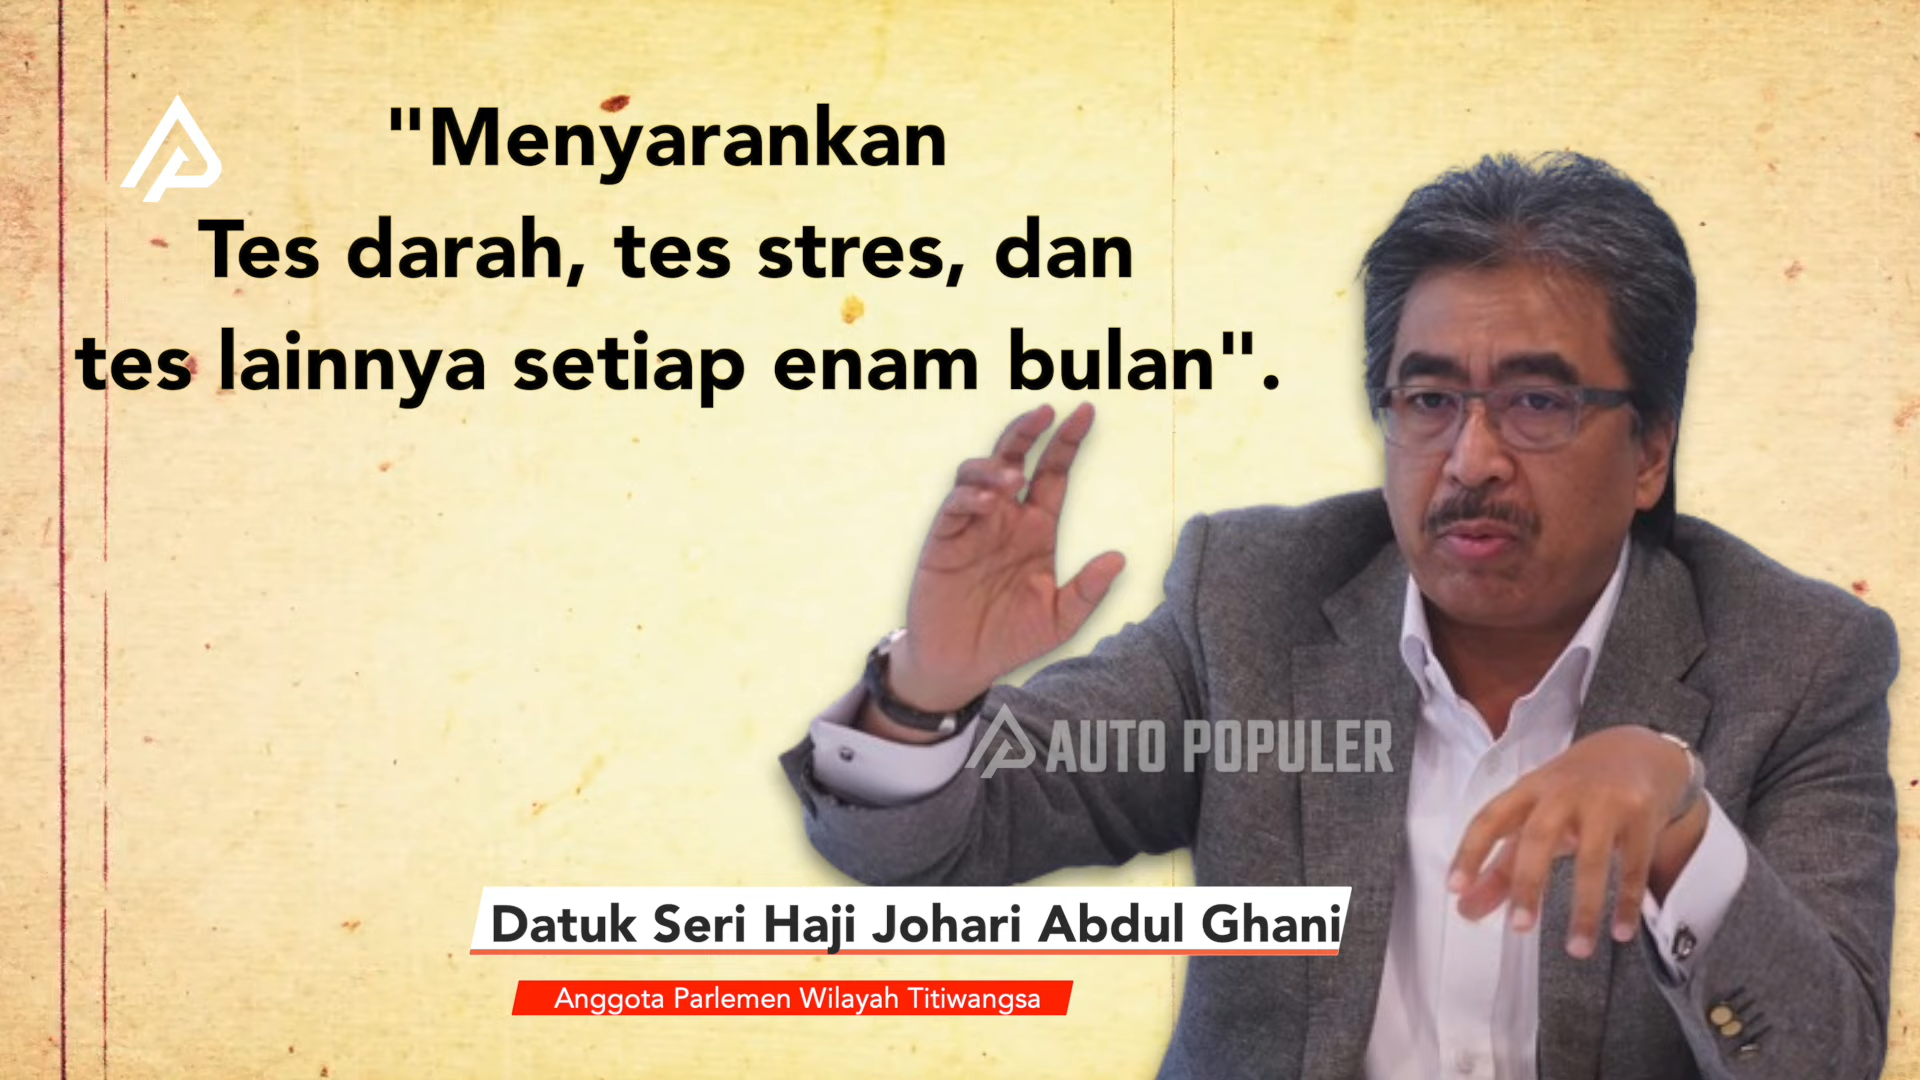 "Menyarankan
Tes darah, tes stres, dan
tes lainnya setiap enam bulan".
AUTO POPULER
Datuk Seri Haji Johari Abdul Ghani
Anggota Parlemen Wilayah Titiwangsa